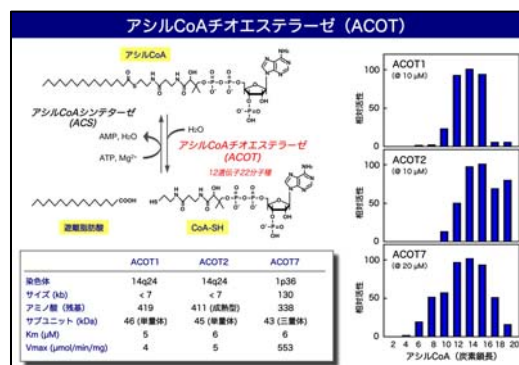 アシルCoAチオエステラーゼ（ACOT）
アシルCoA
アシルCoAシンテターゼ
(ACS)
AMP, H₂O
ATP, Mg²⁺
H₂O
アシルCoAチオエステラーゼ
(ACOT)
12遺伝子22分子種
遊離脂肪酸
COOH
CoA-SH
ACOT1 ACOT2 ACOT7
染色体 14q24 14q24 1p36
サイズ (kb) < 7 < 7 130
アミノ酸（残基） 419 411 (成熟型) 338
サブユニット (kDa) 46 (単量体) 45 (単量体) 43 (三量体)
Km (μM) 5 6 6
Vmax (μmol/min/mg) 4 5 553
ACOT1
(@ 10 μM)
相対活性
100
50
0
ACOT2
(@ 10 μM)
相対活性
100
50
0
ACOT7
(@ 20 μM)
相対活性
100
50
0
2 4 6 8 10 12 14 16 18 20
アシルCoA（炭素鎖長）